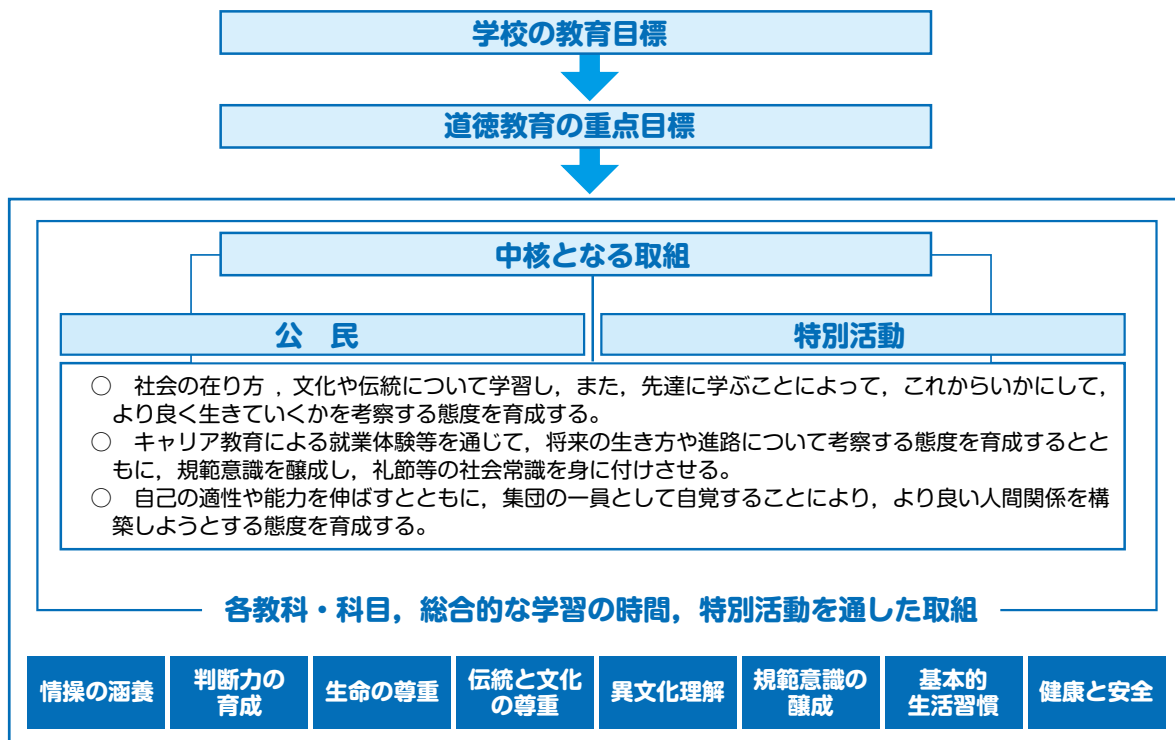 学校の教育目標
道徳教育の重点目標
中核となる取組
公　民
特別活動
○　社会の在り方，文化や伝統について学習し，また，先達に学ぶことによって，これからいかにして，
より良く生きていくかを考察する態度を育成する。
○　キャリア教育による就業体験等を通じて，将来の生き方や進路について考察する態度を育成するとと
もに，規範意識を醸成し，礼節等の社会常識を身に付けさせる。
○　自己の適性や能力を伸ばすとともに，集団の一員として自覚することにより，より良い人間関係を構
築しようとする態度を育成する。
各教科・科目，総合的な学習の時間，特別活動を通した取組
情操の涵養
判断力の
育成
生命の尊重
伝統と文化
の尊重
異文化理解
規範意識の
醸成
基本的
生活習慣
健康と安全